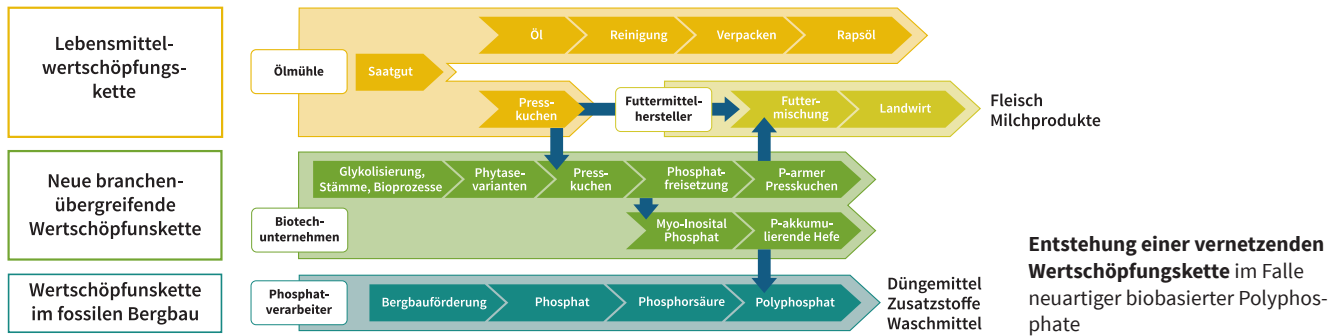 Lebensmittel-
wertschöpfungs-
kette
Ölmühle
Saatgut
Öl
Reinigung
Verpacken
Rapsöl
Press-
kuchen
Futtermittel-
hersteller
Futter-
mischung
Landwirt
Fleisch
Milchprodukte
Neue branchen-
übergreifende
Wertschöpfunskette
Biotech-
unternehmen
Glykolisierung,
Stämme, Bioprozesse
Phytase-
varianten
Press-
kuchen
Phosphat-
freisetzung
P-armer
Presskuchen
Myo-Inosital
Phosphat
P-akkumu-
lierende Hefe
Wertschöpfunskette
im fossilen Bergbau
Phosphat-
verarbeiter
Bergbauförderung
Phosphat
Phosphorsäure
Polyphosphat
Düngemittel
Zusatzstoffe
Waschmittel
Entstehung einer vernetzenden
Wertschöpfungskette im Falle
neuartiger biobasierter Polyphos-
phate